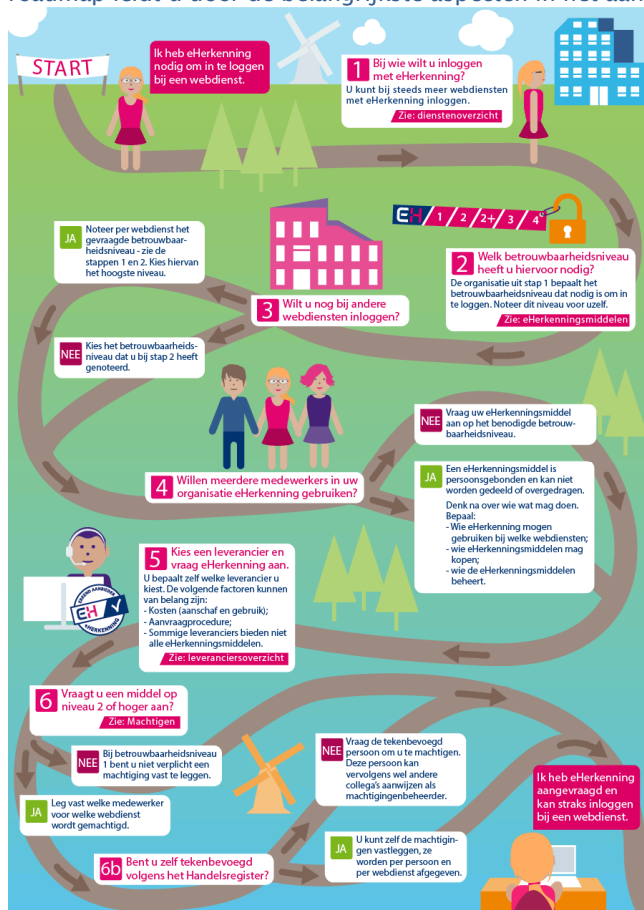 roadmap leidt u door de belangrijkste aspecten in het aan
START
Ik heb eHerkenning
nodig om in te loggen
bij een webdienst.
1 Bij wie wilt u inloggen
met eHerkenning?
U kunt bij steeds meer webdiensten
met eHerkenning inloggen.
Zie: dienstenoverzicht
EH 1 2 2+ 3 4
2 Welk betrouwbaarheidsniveau
heeft u hiervoor nodig?
De organisatie uit stap 1 bepaalt het
betrouwbaarheidsniveau dat nodig is om in
te loggen. Noteer dit niveau voor uzelf.
Zie: eHerkenningsmiddelen
3 Wilt u nog bij andere
webdiensten inloggen?
JA
Noteer per webdienst het
gevraagde betrouwbaar-
heidsniveau - zie de
stappen 1 en 2. Kies hiervan
het hoogste niveau.
NEE
Kies het betrouwbaarheids-
niveau dat u bij stap 2 heeft
genoteerd.
4 Willen meerdere medewerkers in uw
organisatie eHerkenning gebruiken?
NEE
Vraag uw eHerkenningsmiddel
aan op het benodigde betrouw-
baarheidsniveau.
JA
Een eHerkenningsmiddel is
persoonsgebonden en kan niet
worden gedeeld of overgedragen.
Denk na over wie wat mag doen.
Bepaal:
- Wie eHerkenning mogen
gebruiken bij welke webdiensten;
- wie eHerkenningsmiddelen mag
kopen;
- wie de eHerkenningsmiddelen
beheert.
5 Kies een leverancier en
vraag eHerkenning aan.
U bepaalt zelf welke leverancier u
kiest. De volgende factoren kunnen
van belang zijn:
- Kosten (aanschaf en gebruik);
- Aanvraagprocedure;
- Sommige leveranciers bieden niet
alle eHerkenningsmiddelen.
Zie: leveranciersoverzicht
ERKEND AANBIEDER
EH
eHERKENNING
6 Vraagt u een middel op
niveau 2 of hoger aan?
Zie: Machtigen
NEE
Bij betrouwbaarheidsniveau
1 bent u niet verplicht een
machtiging vast te leggen.
JA
Leg vast welke medewerker
voor welke webdienst
wordt gemachtigd.
6b Bent u zelf tekenbevoegd
volgens het Handelsregister?
NEE
Vraag de tekenbevoegd
persoon om u te machtigen.
Deze persoon kan
vervolgens wel andere
collega's aanwijzen als
machtigingenbeheerder.
JA
U kunt zelf de machtigin-
gen vastleggen, ze
worden per persoon en
per webdienst afgegeven.
Ik heb eHerkenning
aangevraagd en
kan straks inloggen
bij een webdienst.